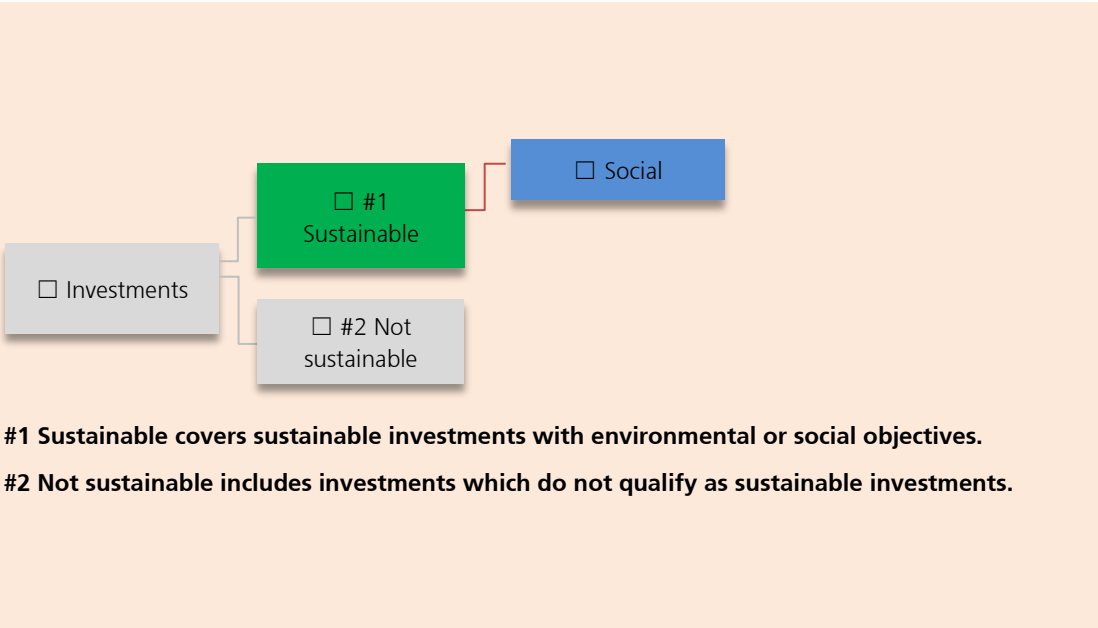 ☐ Social
☐ #1
Sustainable
☐ Investments
☐ #2 Not
sustainable
#1 Sustainable covers sustainable investments with environmental or social objectives.
#2 Not sustainable includes investments which do not qualify as sustainable investments.